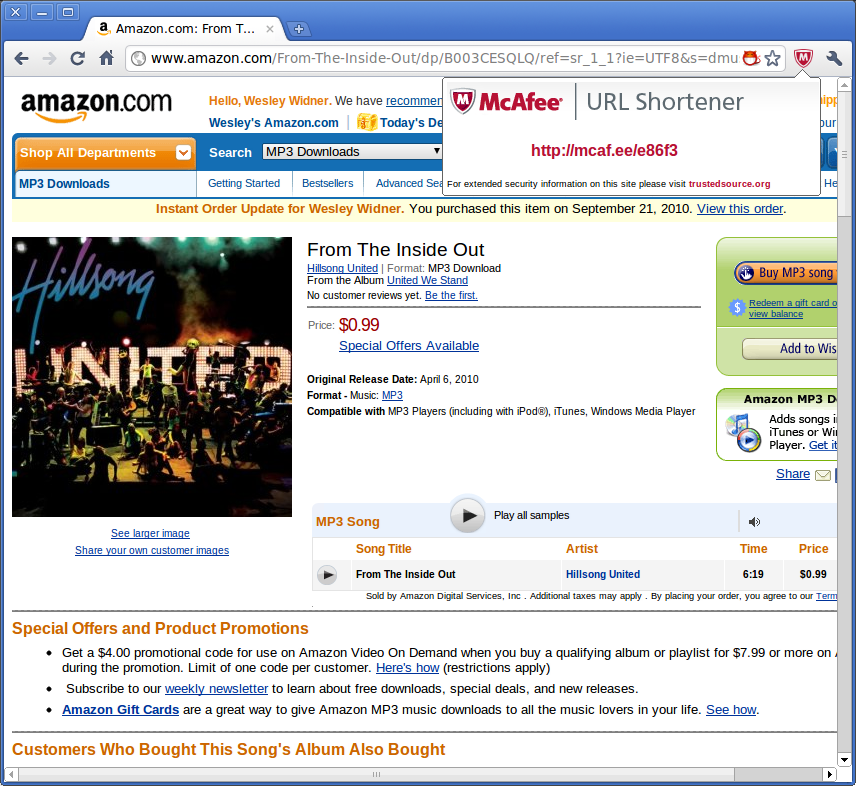 Amazon.com: From T...
www.amazon.com/From-The-Inside-Out/dp/B003CESQLQ/ref=sr_1_1?ie=UTF8&s=dmu
amazon.com
Hello, Wesley Widner. We have recommen
Wesley's Amazon.com
Today's De
McAfee URL Shortener
http://mcaf.ee/e86f3
For extended security information on this site please visit trustedsource.org
Shop All Departments
Search
MP3 Downloads
MP3 Downloads
Getting Started
Bestsellers
Advanced Sea
He
Instant Order Update for Wesley Widner. You purchased this item on September 21, 2010. View this order.
Hillsong
UNITED
From The Inside Out
Hillsong United | Format: MP3 Download
From the Album United We Stand
No customer reviews yet. Be the first.
Price: $0.99
Special Offers Available
Original Release Date: April 6, 2010
Format - Music: MP3
Compatible with MP3 Players (including with iPod®), iTunes, Windows Media Player
Buy MP3 song
$
Redeem a gift card o
view balance
Add to Wis
Amazon MP3 D
Adds songs i
iTunes or Wi
Player. Get it
Share
See larger image
Share your own customer images
MP3 Song
Play all samples
Song Title Artist Time Price
From The Inside Out Hillsong United 6:19 $0.99
Sold by Amazon Digital Services, Inc . Additional taxes may apply . By placing your order, you agree to our Term
Special Offers and Product Promotions
• Get a $4.00 promotional code for use on Amazon Video On Demand when you buy a qualifying album or playlist for $7.99 or more on
during the promotion. Limit of one code per customer. Here's how (restrictions apply)
• Subscribe to our weekly newsletter to learn about free downloads, special deals, and new releases.
• Amazon Gift Cards are a great way to give Amazon MP3 music downloads to all the music lovers in your life. See how.
Customers Who Bought This Song's Album Also Bought